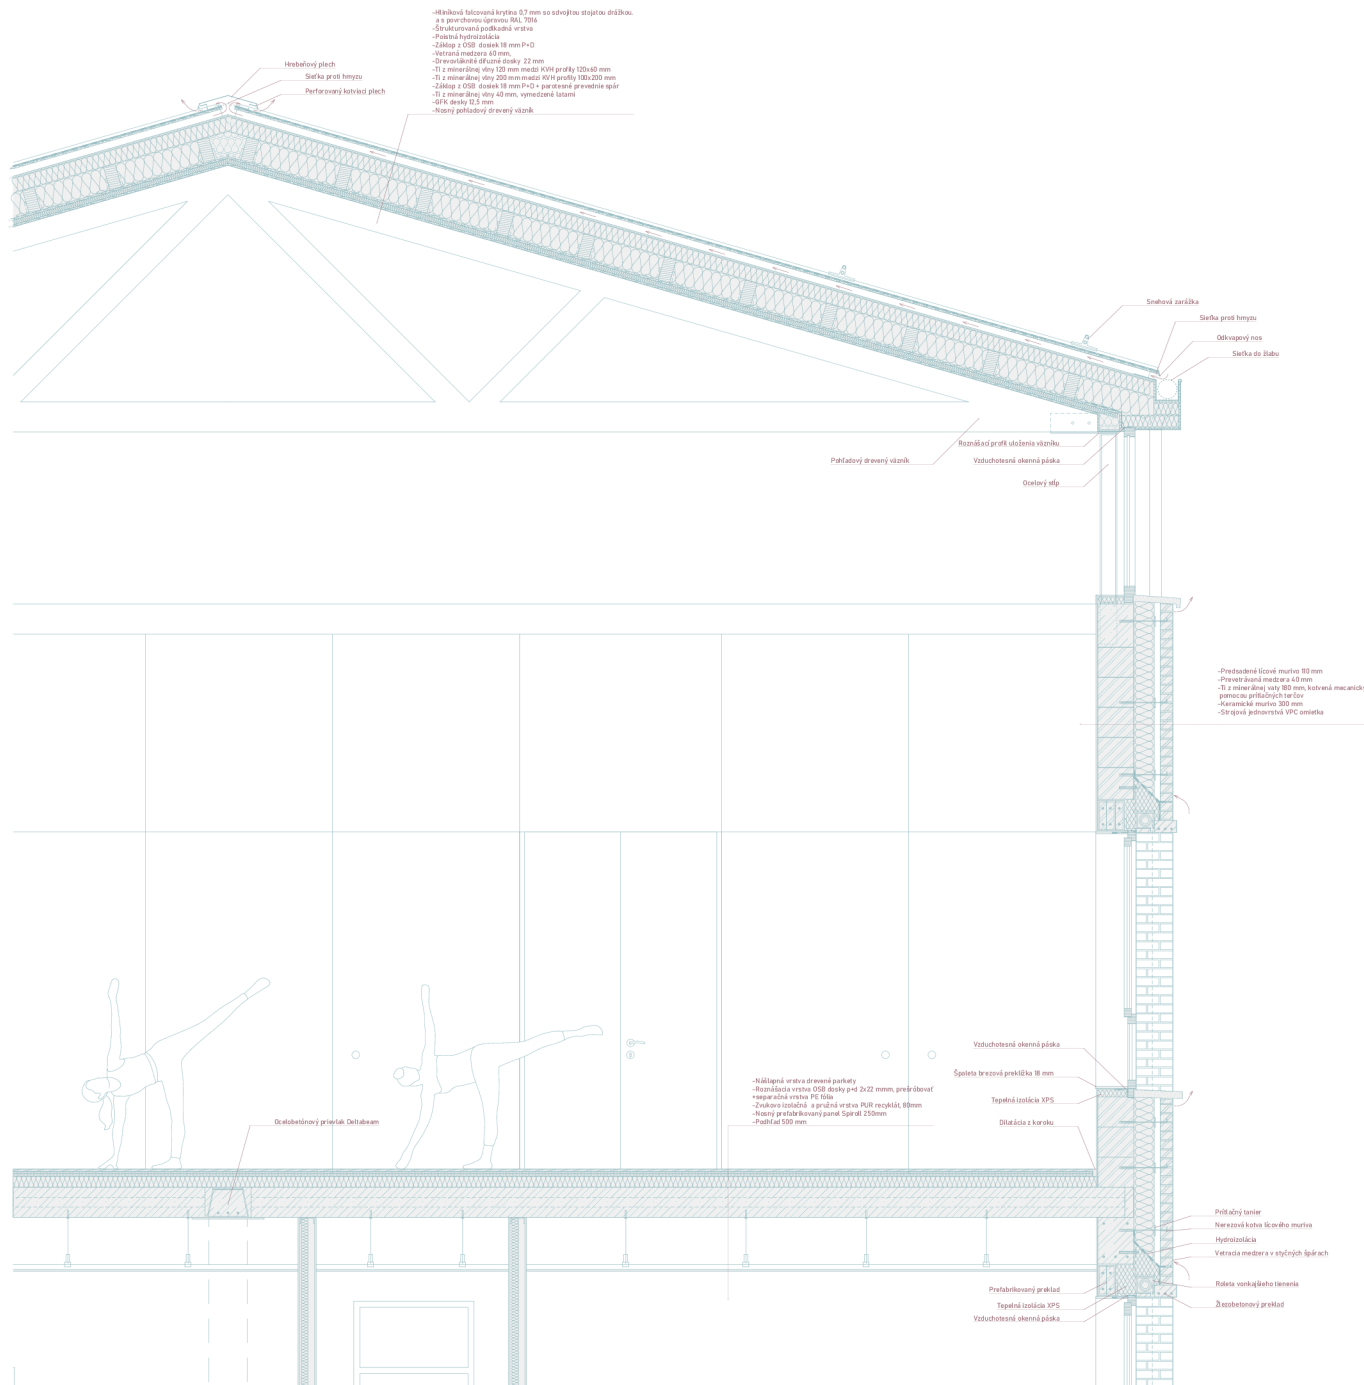 -Hliníková falcovaná krytina 0,7 mm so sdvojitou stojatou drážkou.
a s povrchovou úpravou RAL 7016
-Štrukturovaná podkadná vrstva
-Poistná hydroizolácia
-Záklop z OSB dosiek 18 mm P+D
-Vetraná medzera 60 mm,
-Drevovláknité difuzné dosky 22 mm
-TI z minerálnej vlny 120 mm medzi KVH profily 120x60 mm
-TI z minerálnej vlny 200 mm medzi KVH profily 100x200 mm
-Záklop z OSB dosiek 18 mm P+D + parotesné prevednie spár
-TI z minerálnej vlny 40 mm, vymedzené latami
-GFK desky 12,5 mm
-Nosný pohladový drevený väzník
Hrebeňový plech
Sieťka proti hmyzu
Perforovaný kotviaci plech
Snehová zarážka
Sieťka proti hmyzu
Odkvapový nos
Sieťka do žlabu
Roznášací profil uloženia väzníku
Pohľadový drevený väzník
Vzduchotesná okenná páska
Ocelový stĺp
-Predsadené lícové murivo 110 mm
-Prevetrávaná medzera 40 mm
-TI z minerálnej vaty 180 mm, kotvená mecanicky
pomocou prítlačných terčov
-Keramické murivo 300 mm
-Strojová jednovrstvá VPC omietka
Vzduchotesná okenná páska
Špaleta brezová prekližka 18 mm
Tepelná izolácia XPS
Dilatácia z koroku
-Nášlapná vrstva drevené parkety
-Roznášacia vrstva OSB dosky p+d 2x22 mmm, prešróbovať
+separačná vrstva PE fólia
-Zvukovo izolačná a pružná vrstva PUR recyklát, 80mm
-Nosný prefabrikovaný panel Spiroll 250mm
-Podhľad 500 mm
Ocelobetónový prievlak Deltabeam
Prítlačný tanier
Nerezová kotva lícového muriva
Hydroizolácia
Vetracia medzera v styčných špárach
Roleta vonkajšieho tienenia
Žlezobetonový preklad
Prefabrikovaný preklad
Tepelná izolácia XPS
Vzduchotesná okenná páska